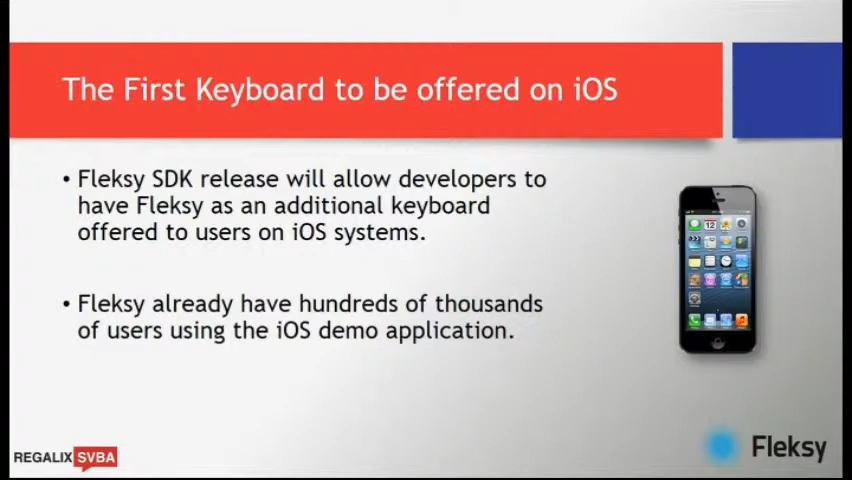 The First Keyboard to be offered on iOS
• Fleksy SDK release will allow developers to
have Fleksy as an additional keyboard
offered to users on iOS systems.
• Fleksy already have hundreds of thousands
of users using the iOS demo application.
REGALIX SVBA
Fleksy